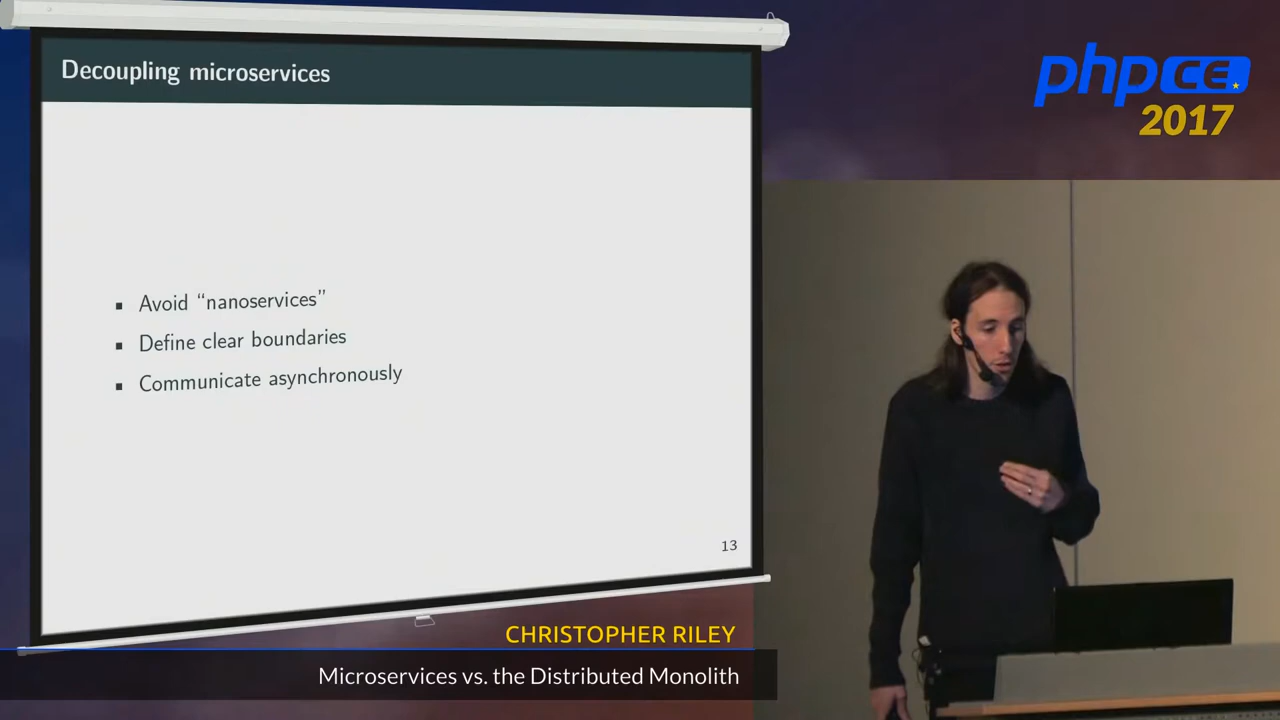 Decoupling microservices
▪ Avoid “nanoservices”
▪ Define clear boundaries
▪ Communicate asynchronously
13
phpCE
2017
CHRISTOPHER RILEY
Microservices vs. the Distributed Monolith